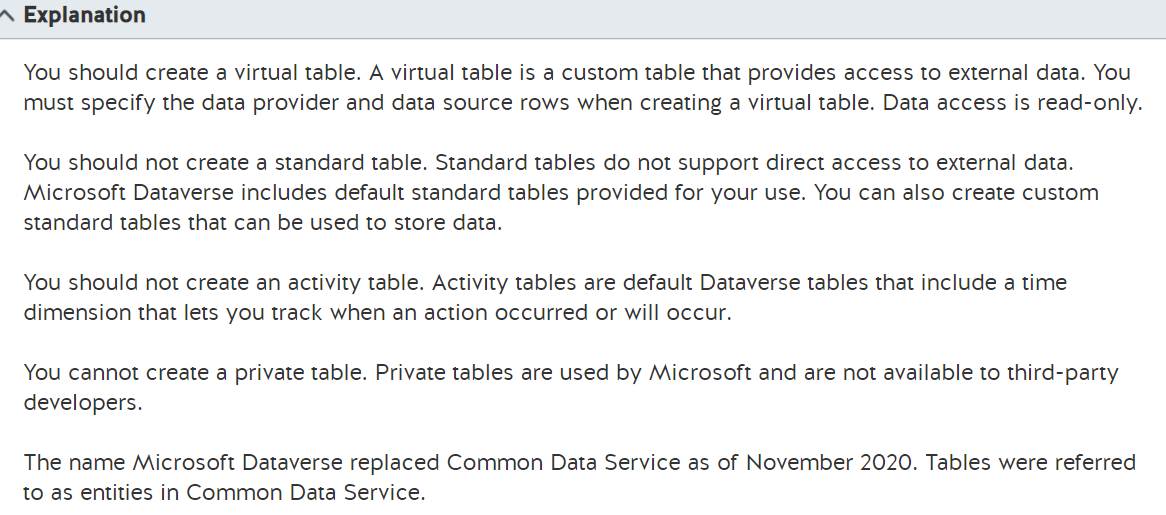 Explanation
You should create a virtual table. A virtual table is a custom table that provides access to external data. You
must specify the data provider and data source rows when creating a virtual table. Data access is read-only.
You should not create a standard table. Standard tables do not support direct access to external data.
Microsoft Dataverse includes default standard tables provided for your use. You can also create custom
standard tables that can be used to store data.
You should not create an activity table. Activity tables are default Dataverse tables that include a time
dimension that lets you track when an action occurred or will occur.
You cannot create a private table. Private tables are used by Microsoft and are not available to third-party
developers.
The name Microsoft Dataverse replaced Common Data Service as of November 2020. Tables were referred
to as entities in Common Data Service.